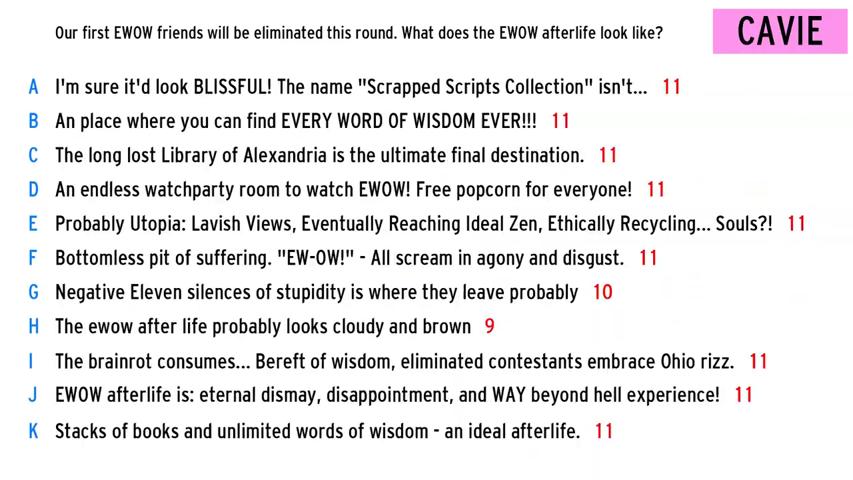 Our first EWOW friends will be eliminated this round. What does the EWOW afterlife look like?
CAVIE
A I'm sure it'd look BLISSFUL! The name "Scrapped Scripts Collection" isn't... 11
B An place where you can find EVERY WORD OF WISDOM EVER!!! 11
C The long lost Library of Alexandria is the ultimate final destination. 11
D An endless watchparty room to watch EWOW! Free popcorn for everyone! 11
E Probably Utopia: Lavish Views, Eventually Reaching Ideal Zen, Ethically Recycling... Souls?! 11
F Bottomless pit of suffering. "EW-OW!" - All scream in agony and disgust. 11
G Negative Eleven silences of stupidity is where they leave probably 10
H The ewow after life probably looks cloudy and brown 9
I The brainrot consumes... Bereft of wisdom, eliminated contestants embrace Ohio rizz. 11
J EWOW afterlife is: eternal dismay, disappointment, and WAY beyond hell experience! 11
K Stacks of books and unlimited words of wisdom - an ideal afterlife. 11